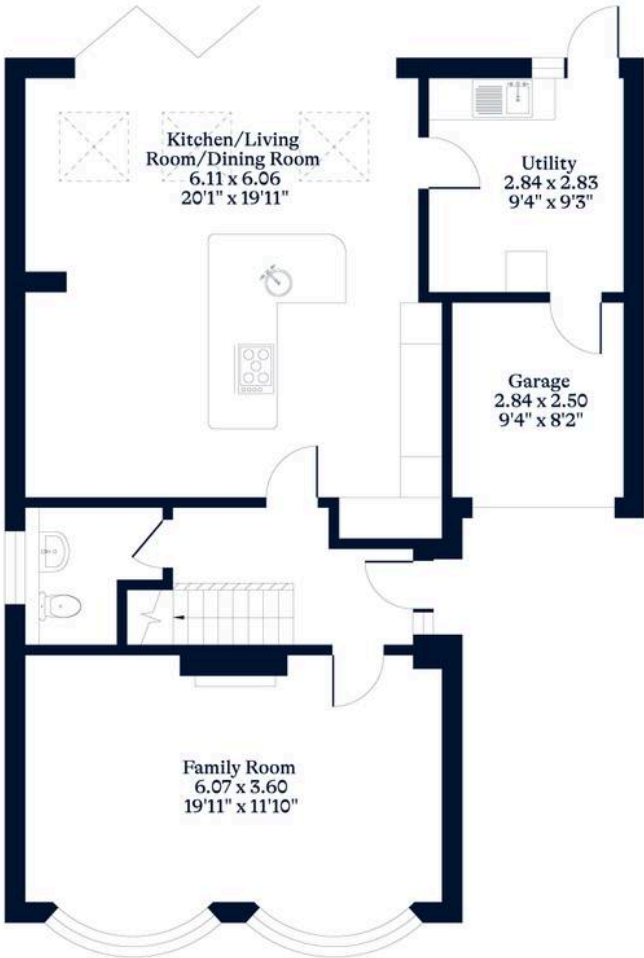 Kitchen/Living
Room/Dining Room
6.11 x 6.06
20'1" x 19'11"
Utility
2.84 x 2.83
9'4" x 9'3"
Garage
2.84 x 2.50
9'4" x 8'2"
Family Room
6.07 x 3.60
19'11" x 11'10"